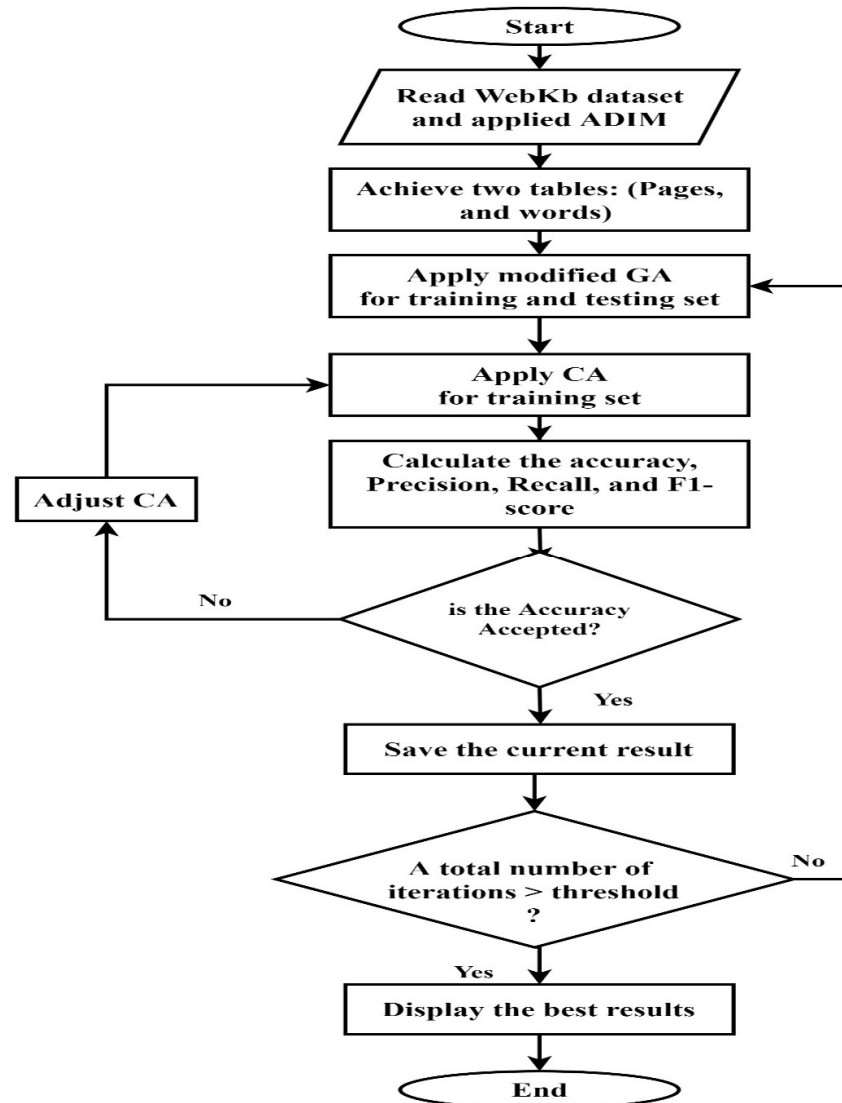 Start
Read WebKb dataset
and applied ADIM
Achieve two tables: (Pages,
and words)
Apply modified GA
for training and testing set
Apply CA
for training set
Calculate the accuracy,
Precision, Recall, and F1-
score
Adjust CA
No
is the Accuracy
Accepted?
Yes
Save the current result
A total number of
iterations > threshold
?
No
Yes
Display the best results
End